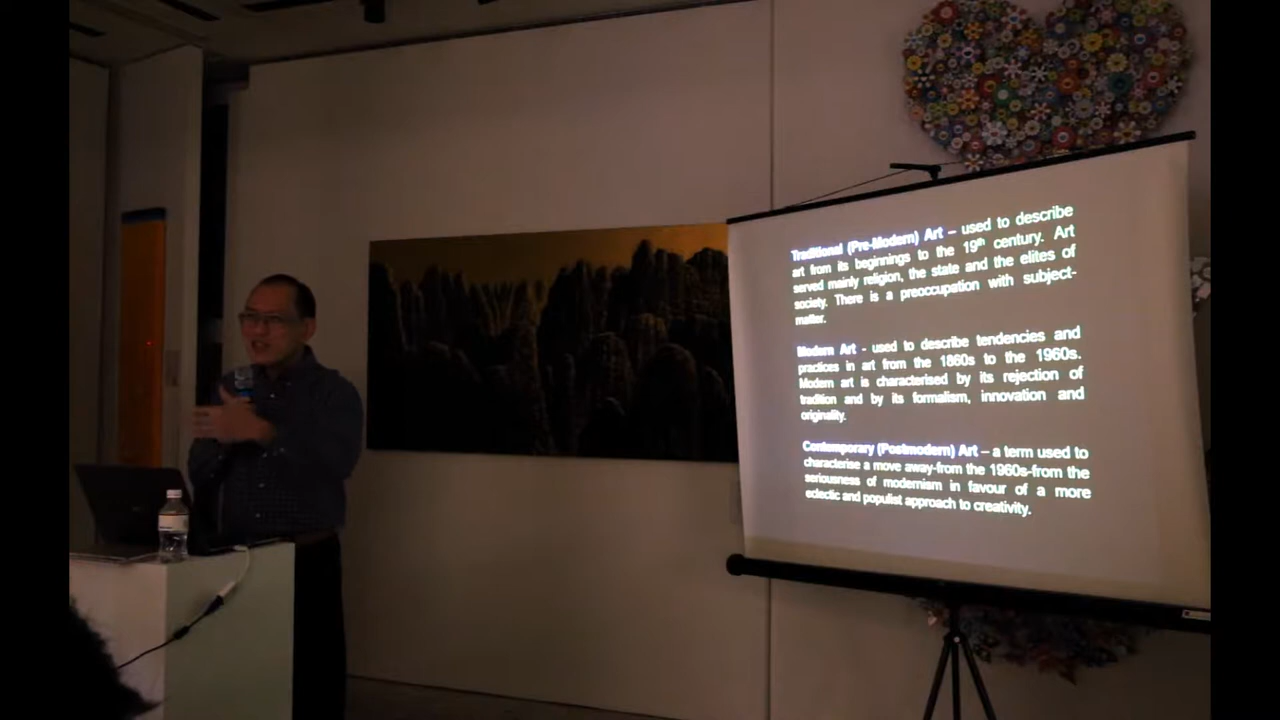 Traditional (Pre-Modern) Art – used to describe
art from its beginnings to the 19th century. Art
served mainly religion, the state and the elites of
society. There is a preoccupation with subject-
matter.
Modern Art - used to describe tendencies and
practices in art from the 1860s to the 1960s.
Modern art is characterised by its rejection of
tradition and by its formalism, innovation and
originality.
Contemporary (Postmodern) Art – a term used to
characterise a move away-from the 1960s-from the
seriousness of modernism in favour of a more
eclectic and populist approach to creativity.